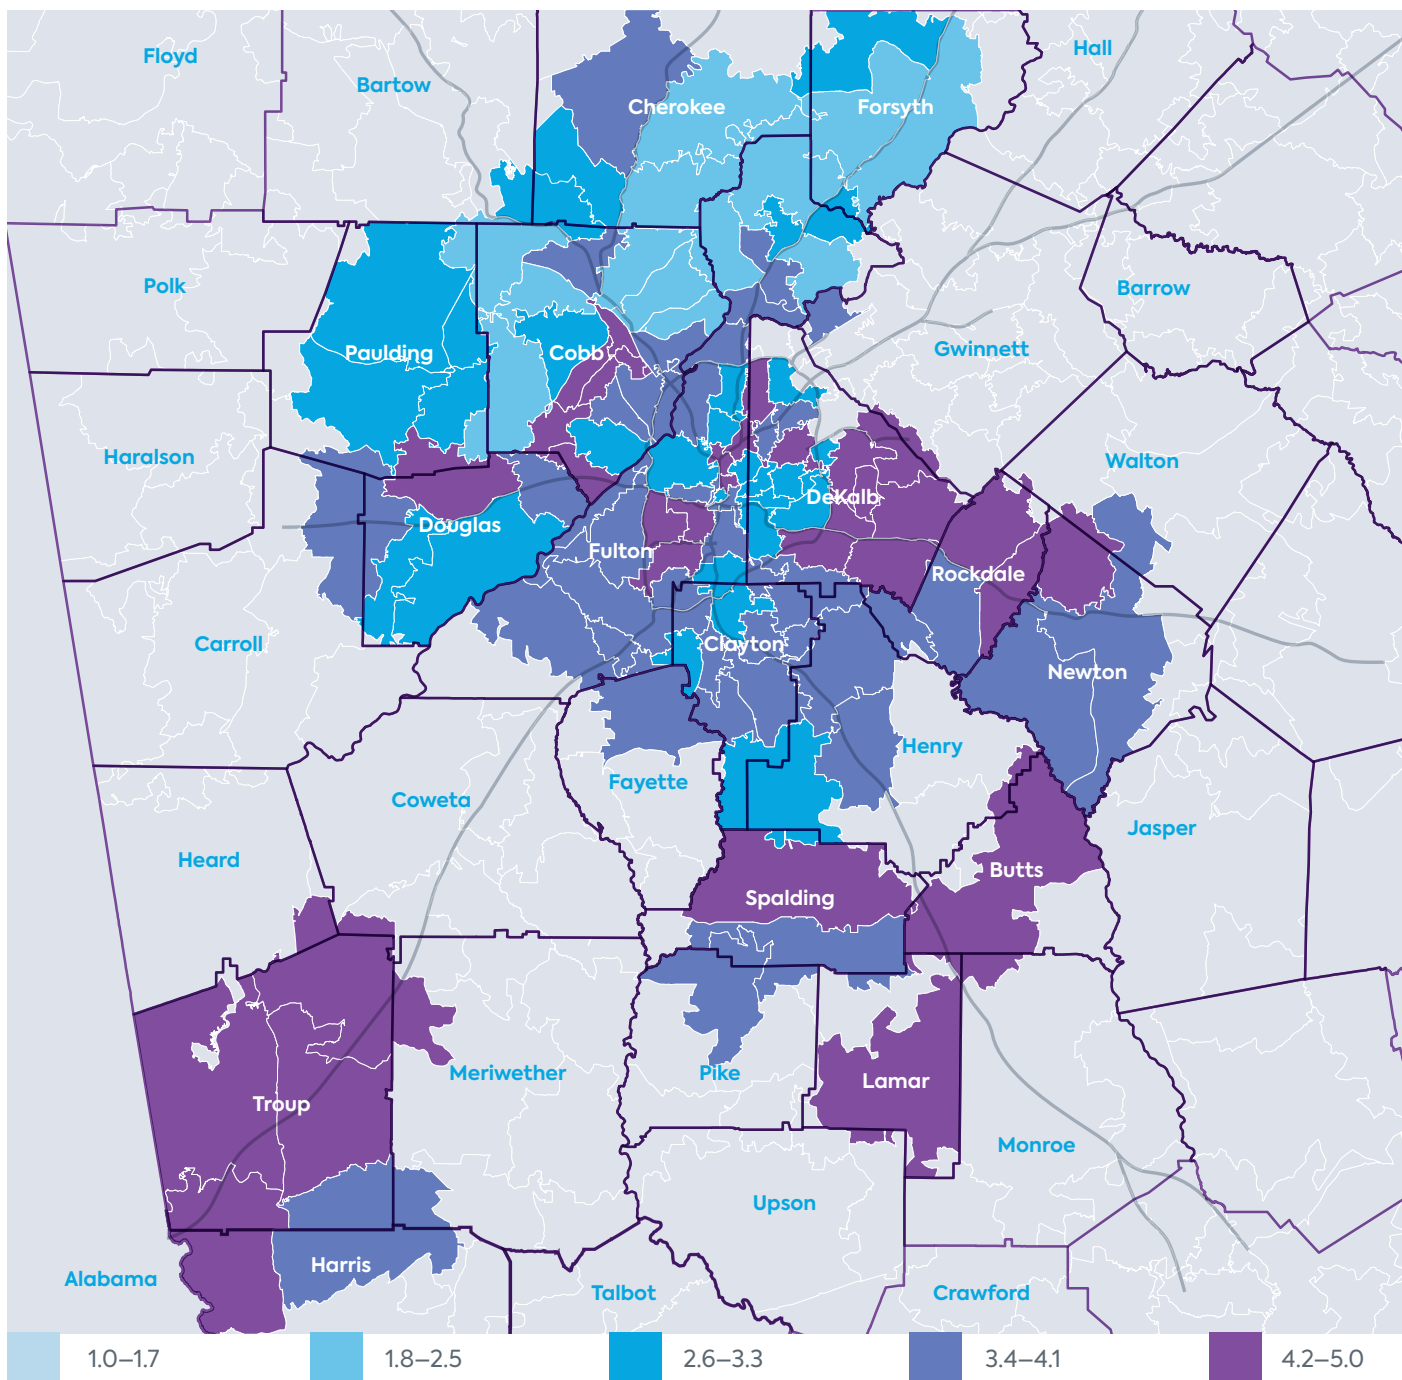 Hall
Floyd
Bartow
Cherokee
Forsyth
Polk
Barrow
Paulding
Cobb
Gwinnett
Haralson
Walton
DeKalb
Douglas
Fulton
Rockdale
Carroll
Clayton
Newton
Henry
Fayette
Coweta
Jasper
Heard
Butts
Spalding
Meriwether
Pike
Lamar
Troup
Monroe
Upson
Harris
Alabama
Talbot
Crawford
1.0–1.7
1.8–2.5
2.6–3.3
3.4–4.1
4.2–5.0